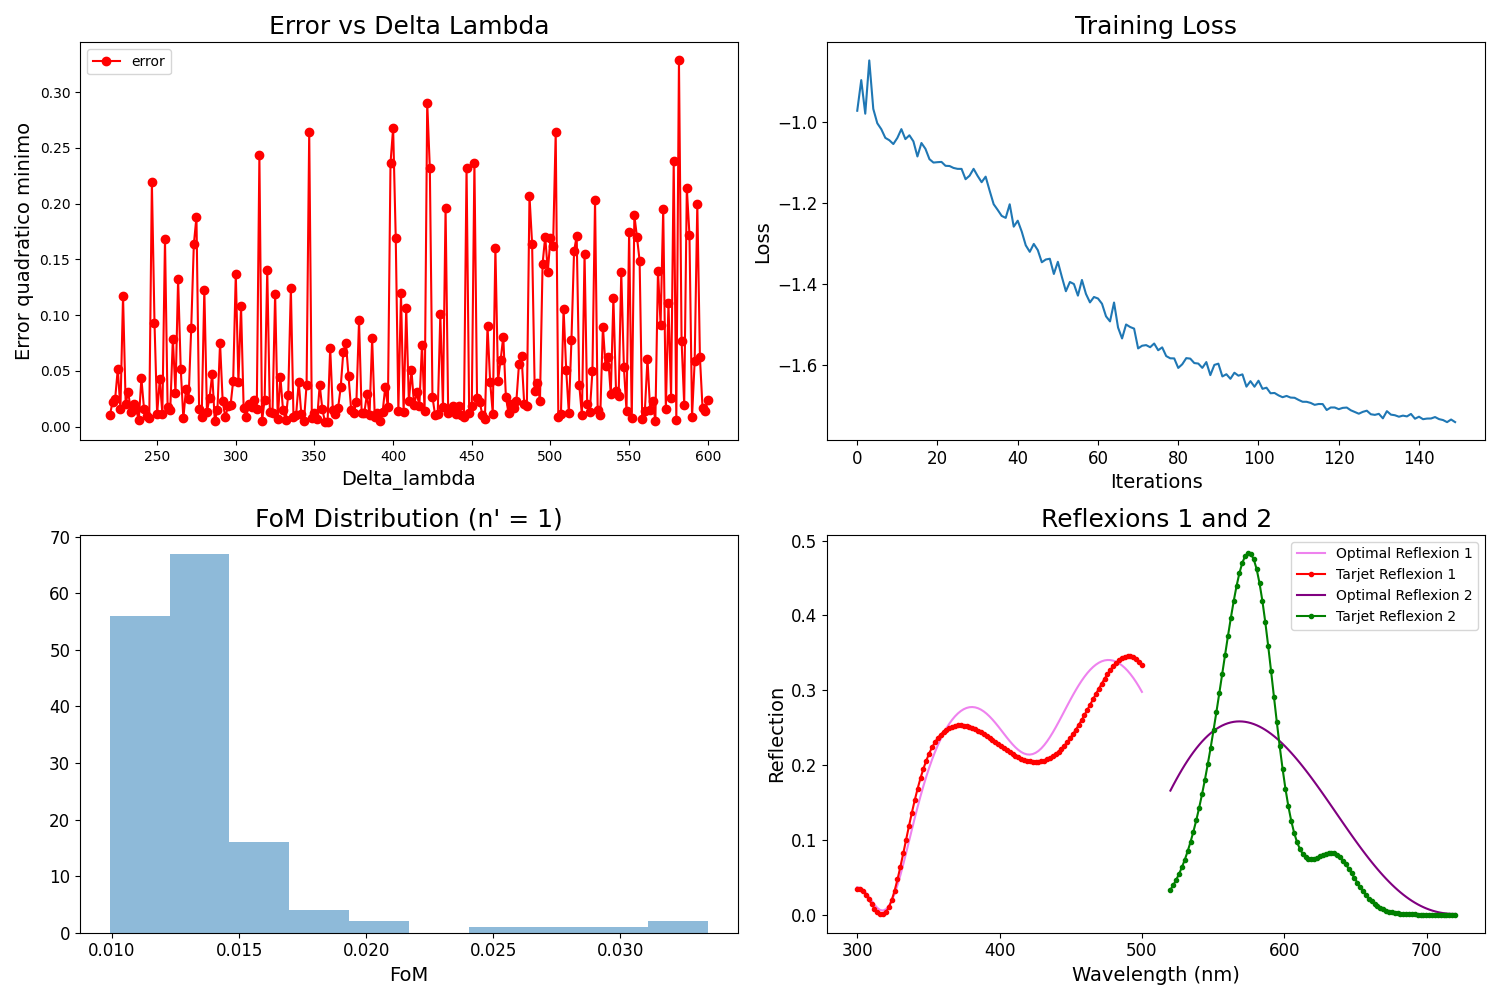 Error vs Delta Lambda
error
Error quadratico minimo
0.30
0.25
0.20
0.15
0.10
0.05
0.00
250 300 350 400 450 500 550 600
Delta_lambda
Training Loss
Loss
−1.0
−1.2
−1.4
−1.6
0 20 40 60 80 100 120 140
Iterations
FoM Distribution (n' = 1)
70
60
50
40
30
20
10
0
0.010 0.015 0.020 0.025 0.030
FoM
Reflexions 1 and 2
Optimal Reflexion 1
Tarjet Reflexion 1
Optimal Reflexion 2
Tarjet Reflexion 2
Reflection
0.5
0.4
0.3
0.2
0.1
0.0
300 400 500 600 700
Wavelength (nm)